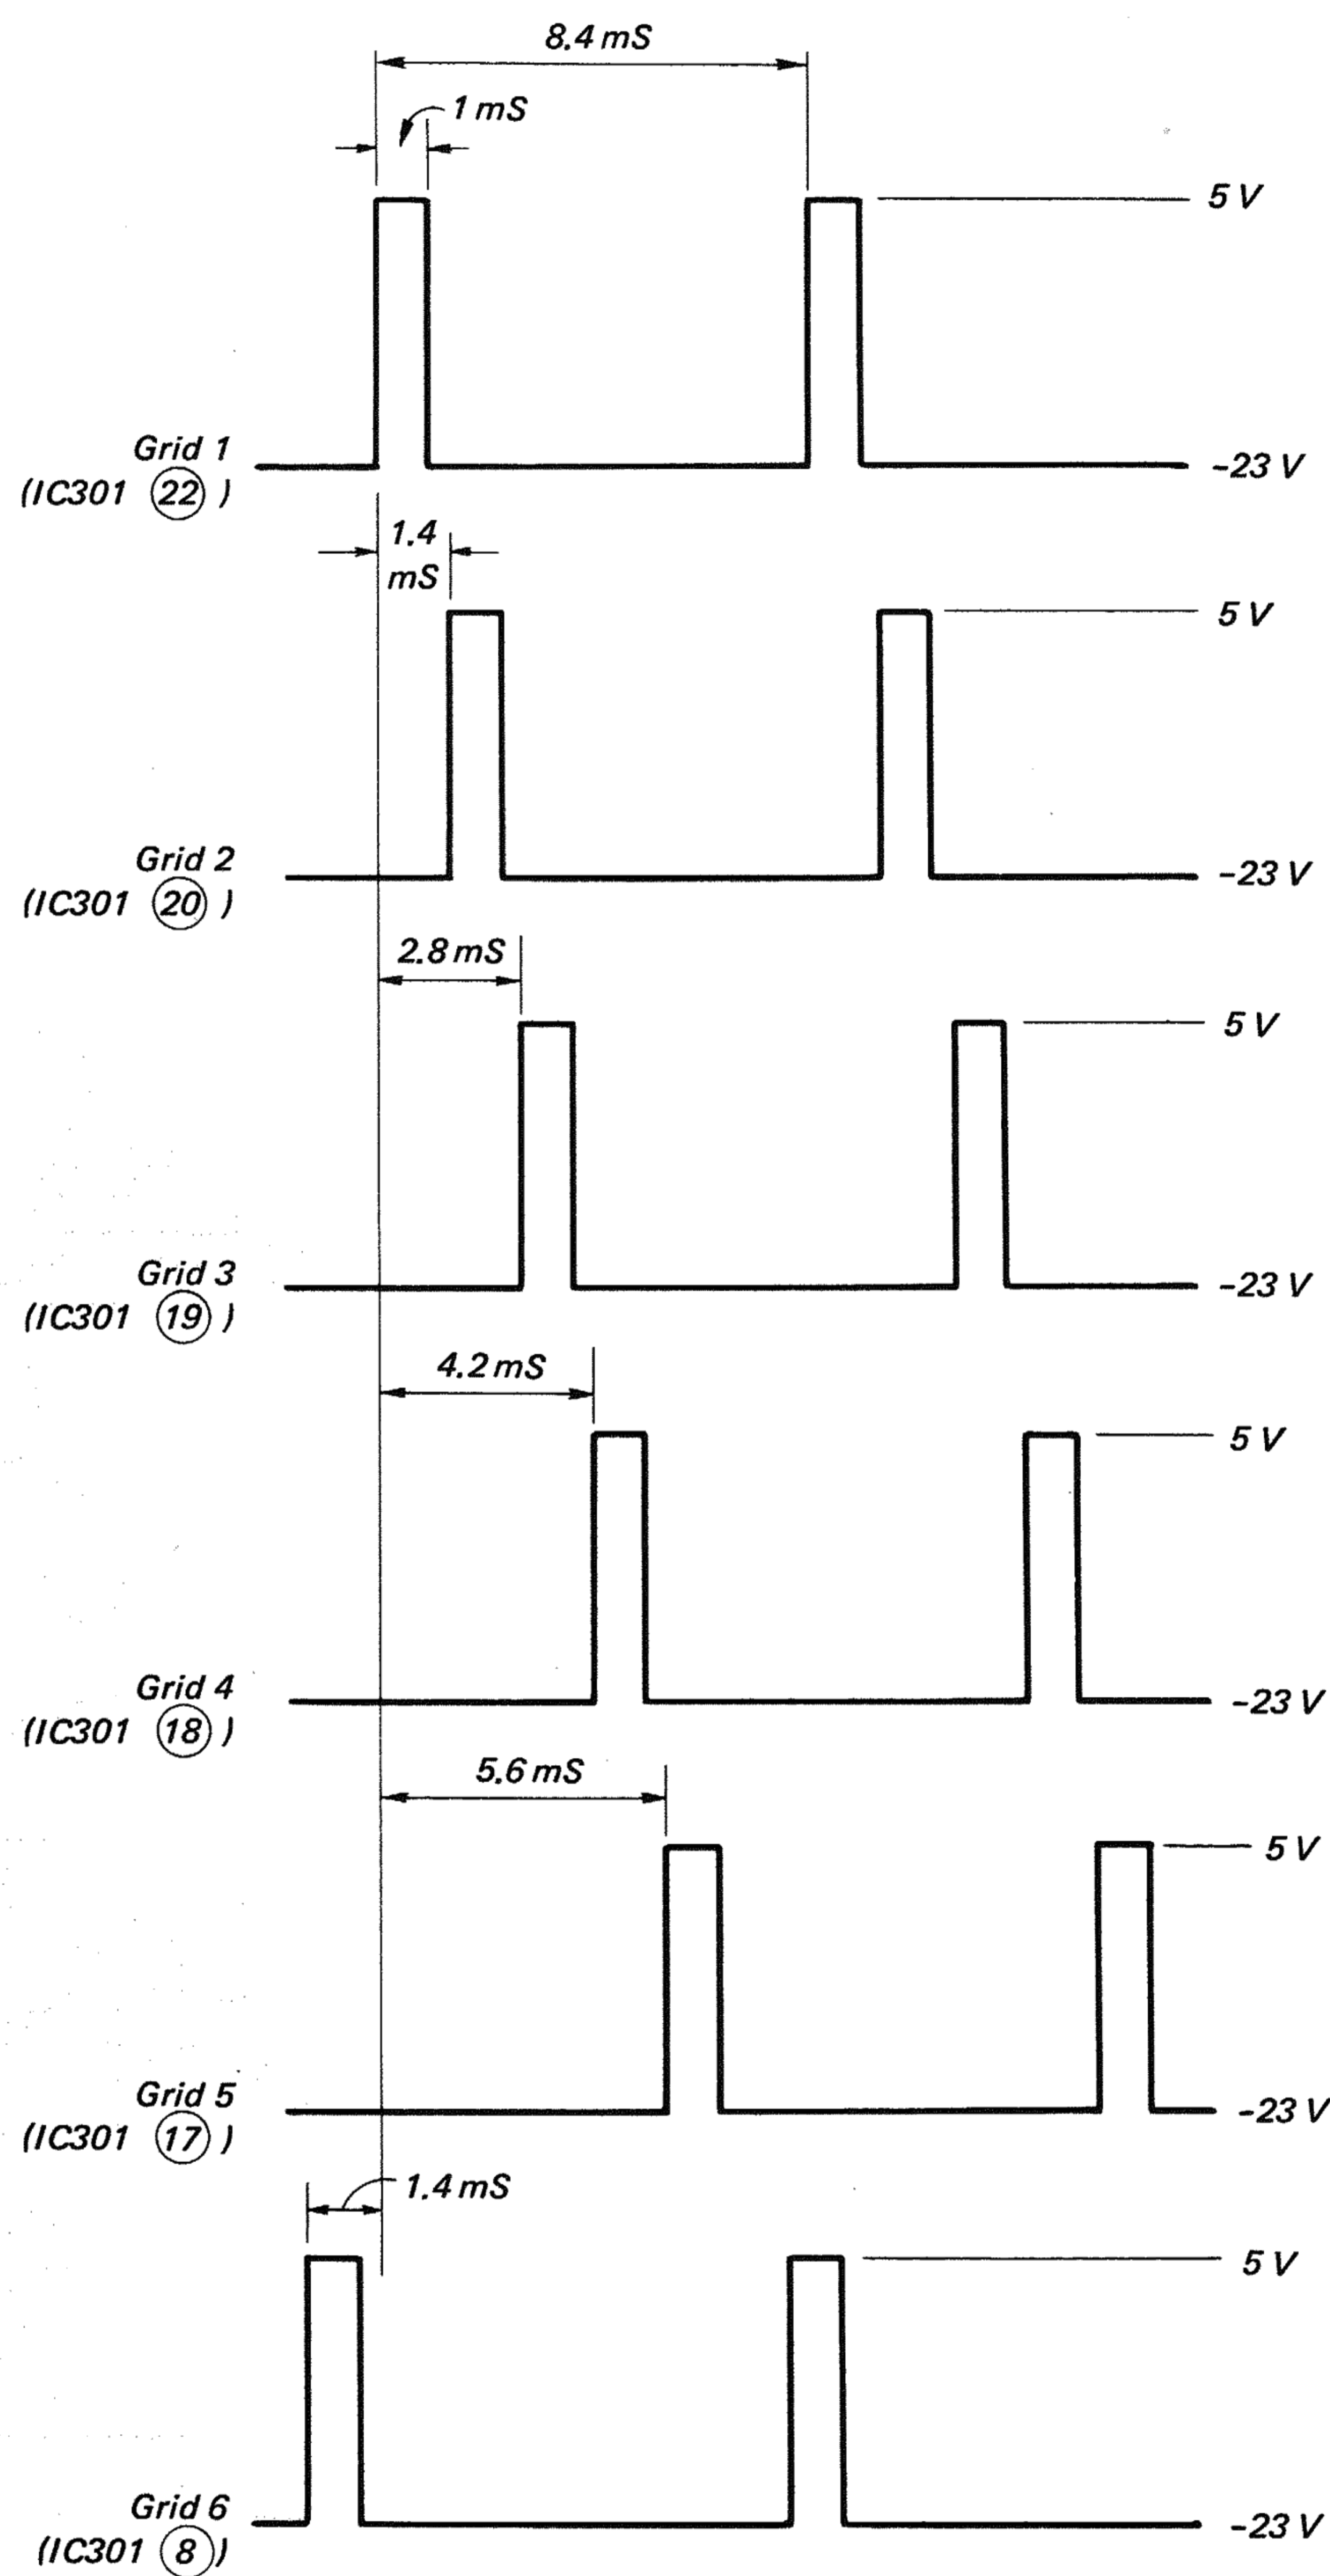 8.4 mS
1 mS
5 V
Grid 1
-23 V
(IC301 22 )
1.4
mS
5 V
Grid 2
-23 V
(IC301 20 )
2.8 mS
5 V
Grid 3
-23 V
(IC301 19 )
4.2 mS
5 V
Grid 4
-23 V
(IC301 18 )
5.6 mS
5 V
Grid 5
-23 V
(IC301 17 )
1.4 mS
5 V
Grid 6
-23 V
(IC301 8 )